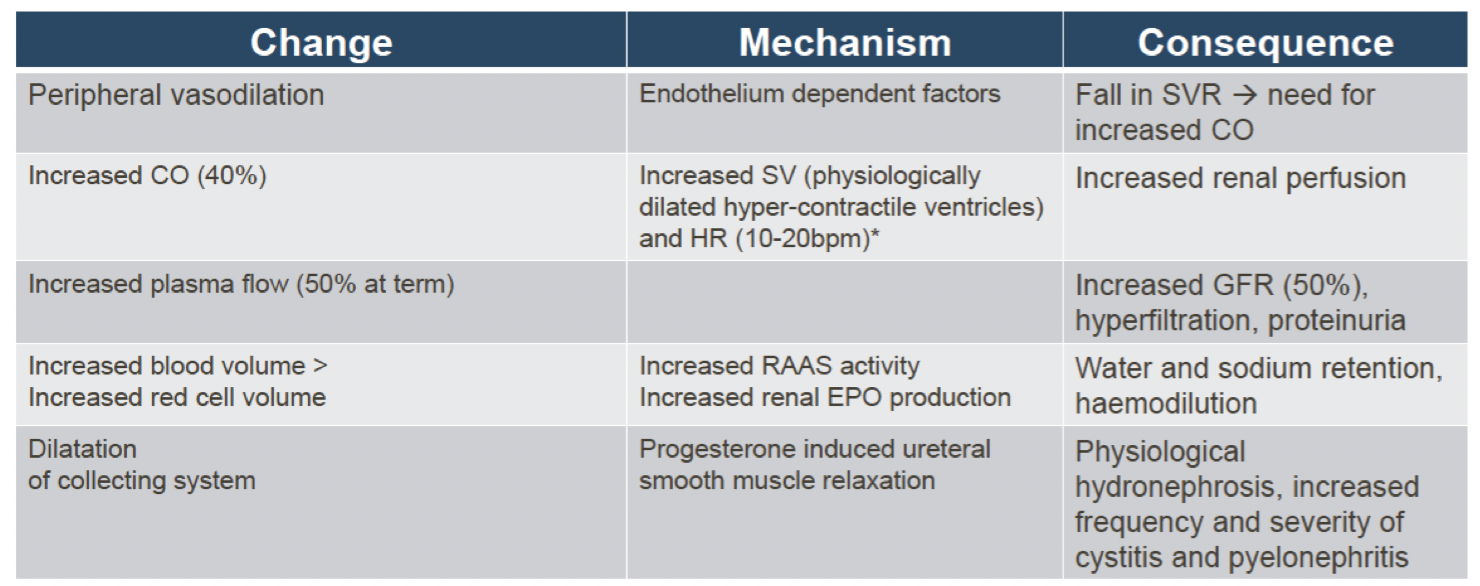 Change Mechanism Consequence
Peripheral vasodilation
Endothelium dependent factors
Fall in SVR → need for
increased CO
Increased CO (40%)
Increased SV (physiologically
dilated hyper-contractile ventricles)
and HR (10-20bpm)*
Increased renal perfusion
Increased plasma flow (50% at term)
Increased GFR (50%),
hyperfiltration, proteinuria
Increased blood volume >
Increased red cell volume
Increased RAAS activity
Increased renal EPO production
Water and sodium retention,
haemodilution
Dilatation
of collecting system
Progesterone induced ureteral
smooth muscle relaxation
Physiological
hydronephrosis, increased
frequency and severity of
cystitis and pyelonephritis